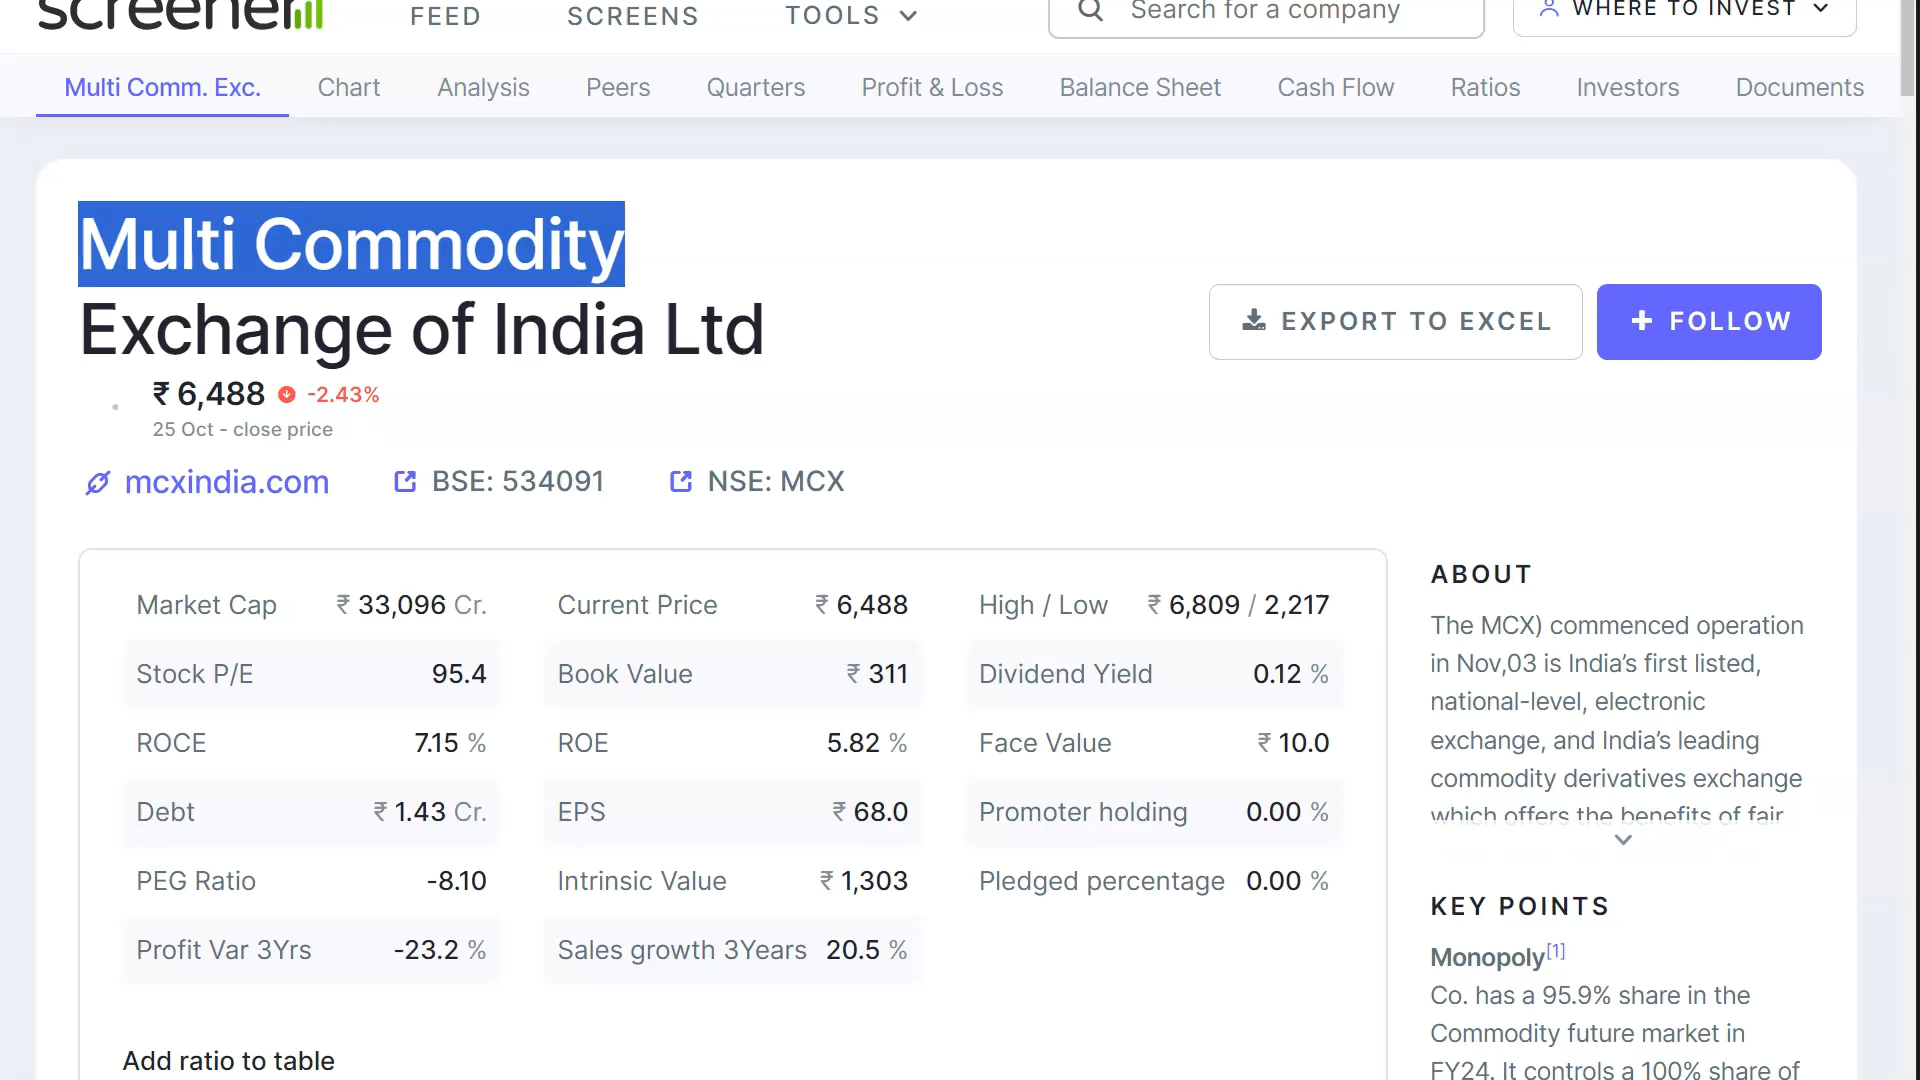 screener
FEED
SCREENS
TOOLS
Search for a company
WHERE TO INVEST
Multi Comm. Exc.
Chart
Analysis
Peers
Quarters
Profit & Loss
Balance Sheet
Cash Flow
Ratios
Investors
Documents
Multi Commodity
Exchange of India Ltd
EXPORT TO EXCEL
+ FOLLOW
₹ 6,488 -2.43%
25 Oct - close price
mcxindia.com
BSE: 534091
NSE: MCX
Market Cap ₹ 33,096 Cr.
Current Price ₹ 6,488
High / Low ₹ 6,809 / 2,217
Stock P/E 95.4
Book Value ₹ 311
Dividend Yield 0.12 %
ROCE 7.15 %
ROE 5.82 %
Face Value ₹ 10.0
Debt ₹ 1.43 Cr.
EPS ₹ 68.0
Promoter holding 0.00 %
PEG Ratio -8.10
Intrinsic Value ₹ 1,303
Pledged percentage 0.00 %
Profit Var 3Yrs -23.2 %
Sales growth 3Years 20.5 %
Add ratio to table
ABOUT
The MCX) commenced operation
in Nov,03 is India’s first listed,
national-level, electronic
exchange, and India’s leading
commodity derivatives exchange
which offers the benefits of fair
KEY POINTS
Monopoly[1]
Co. has a 95.9% share in the
Commodity future market in
FY24. It controls a 100% share of